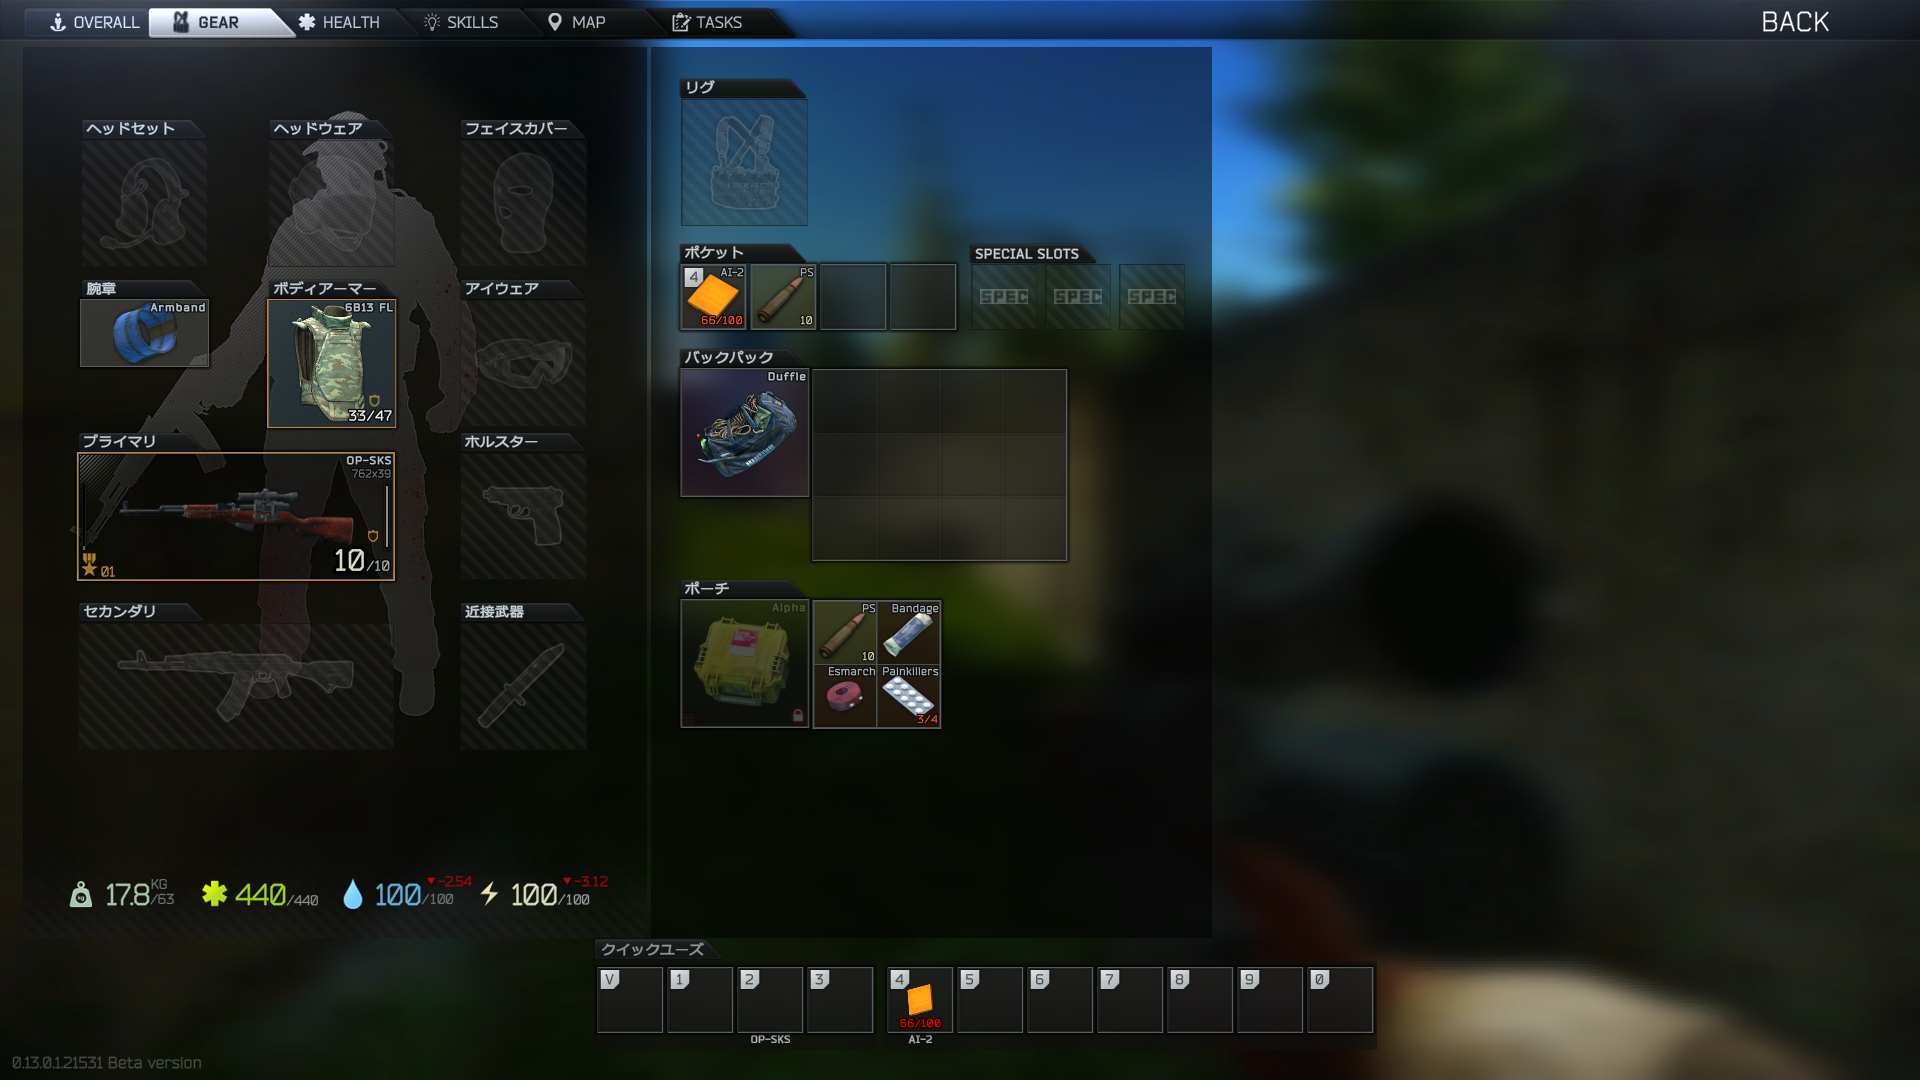 OVERALL
GEAR
HEALTH
SKILLS
MAP
TASKS
BACK
ヘッドセット
ヘッドウェア
フェイスカバー
腕章
Armband
ボディアーマー
6B13 FL
33/47
アイウェア
プライマリ
OP-SKS
762x39
01
10/10
ホルスター
セカンダリ
近接武器
リグ
ポケット
4
AI-2
66/100
PS
10
SPECIAL SLOTS
SPEC
SPEC
SPEC
バックパック
Duffle
ポーチ
Alpha
PS
10
Bandage
Esmarch
Painkillers
3/4
kg
17.8
KG
/63
440/440
100/100
▼-2.54
100/100
▼-3.12
クイックユーズ
V
1
2
3
4
5
6
7
8
9
0
66/100
OP-SKS
AI-2
0.13.0.1.21531 Beta version